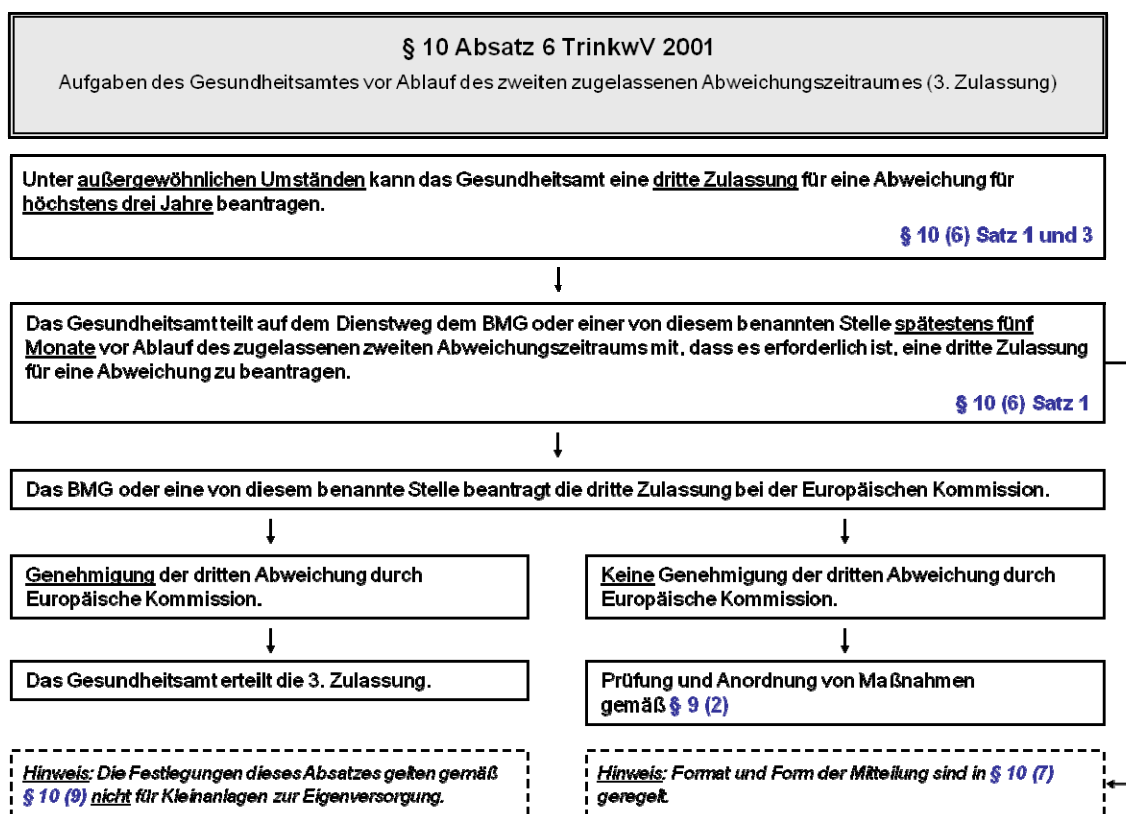 § 10 Absatz 6 TrinkwV 2001
Aufgaben des Gesundheitsamtes vor Ablauf des zweiten zugelassenen Abweichungszeitraumes (3. Zulassung)
Unter außergewöhnlichen Umständen kann das Gesundheitsamt eine dritte Zulassung für eine Abweichung für
höchstens drei Jahre beantragen.
§ 10 (6) Satz 1 und 3
Das Gesundheitsamt teilt auf dem Dienstweg dem BMG oder einer von diesem benannten Stelle spätestens fünf
Monate vor Ablauf des zugelassenen zweiten Abweichungszeitraums mit, dass es erforderlich ist, eine dritte Zulassung
für eine Abweichung zu beantragen.
§ 10 (6) Satz 1
Das BMG oder eine von diesem benannte Stelle beantragt die dritte Zulassung bei der Europäischen Kommission.
Genehmigung der dritten Abweichung durch
Europäische Kommission.
Keine Genehmigung der dritten Abweichung durch
Europäische Kommission.
Das Gesundheitsamt erteilt die 3. Zulassung.
Prüfung und Anordnung von Maßnahmen
gemäß § 9 (2)
Hinweis: Die Festlegungen dieses Absatzes gelten gemäß
§ 10 (9) nicht für Kleinanlagen zur Eigenversorgung.
Hinweis: Format und Form der Mitteilung sind in § 10 (7)
geregelt.